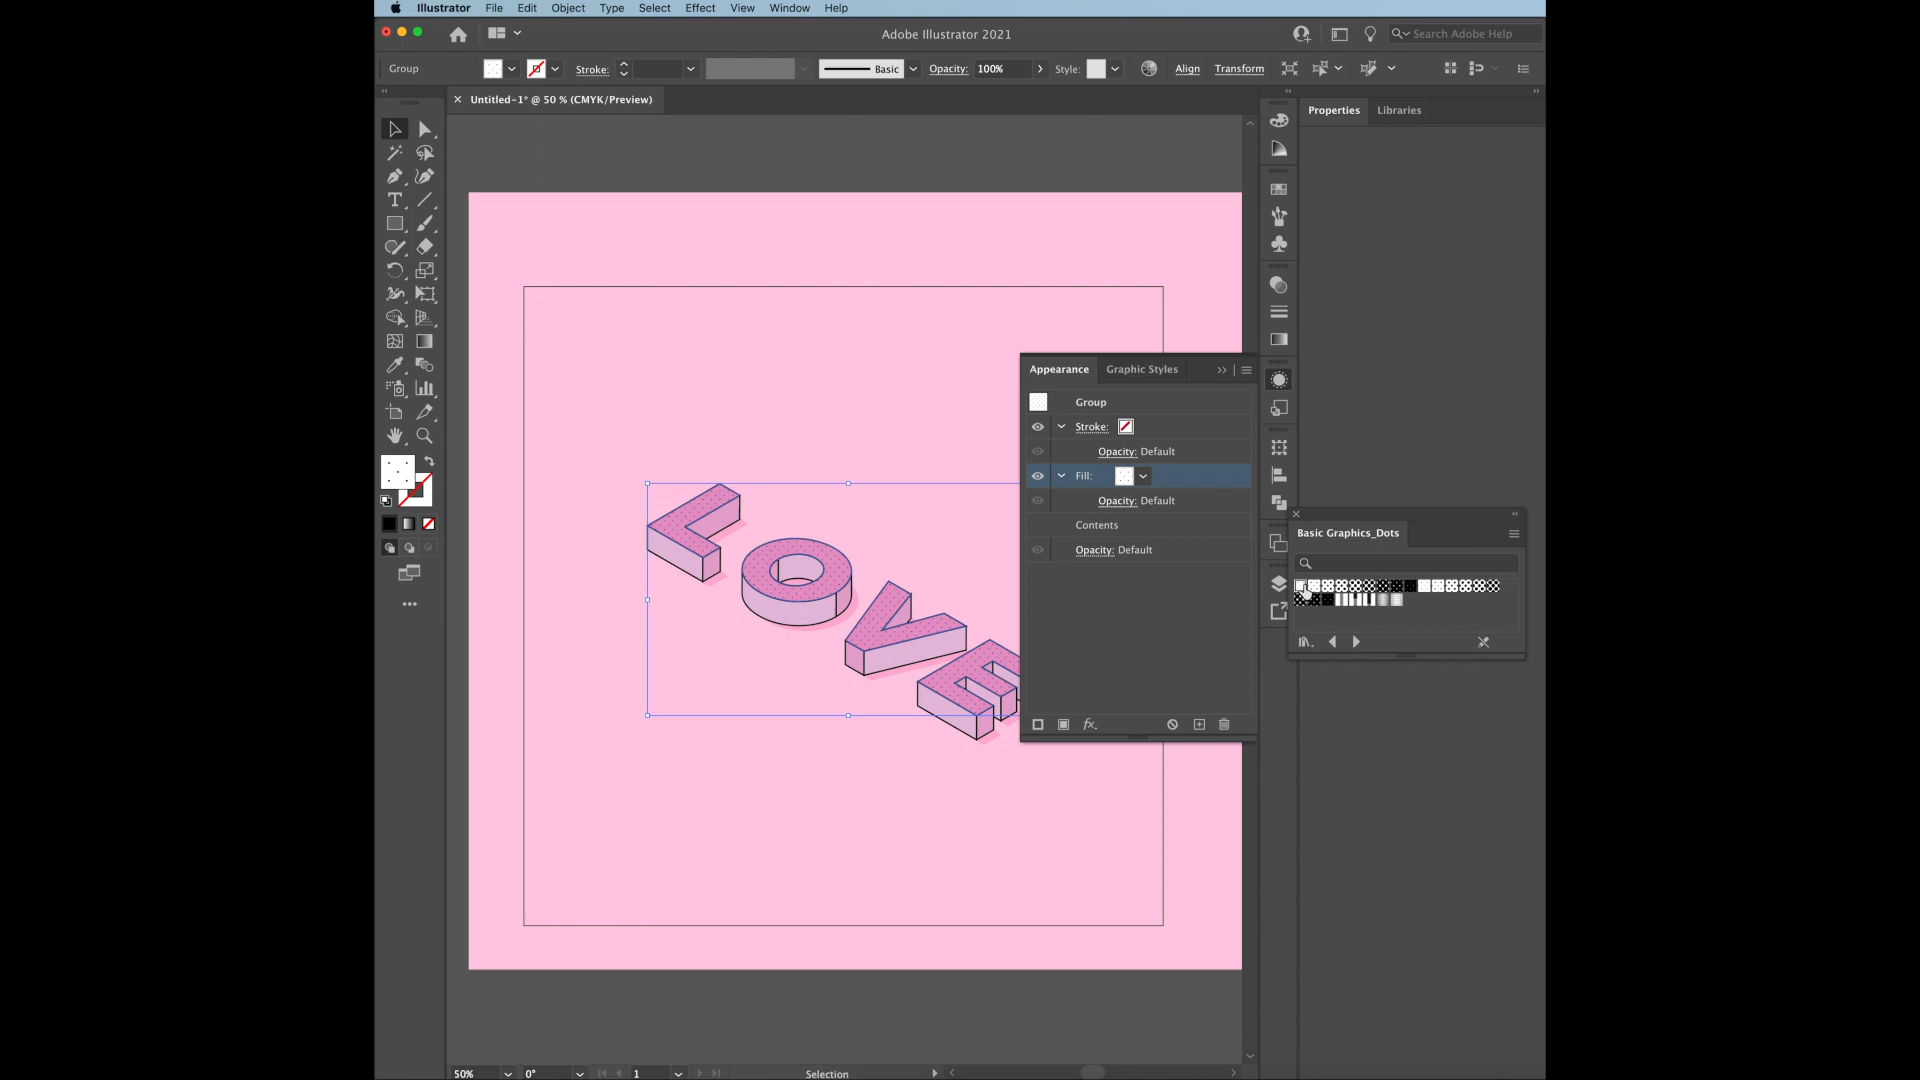 Illustrator File Edit Object Type Select Effect View Window Help
Adobe Illustrator 2021
Search Adobe Help
Group Stroke: Basic Opacity: 100% Style: Align Transform
Untitled-1* @ 50 % (CMYK/Preview)
Properties Libraries
Appearance Graphic Styles
Group
Stroke:
Opacity: Default
Fill:
Opacity: Default
Contents
Opacity: Default
fx.
Basic Graphics_Dots
LOVE
50% 0° 1 Selection